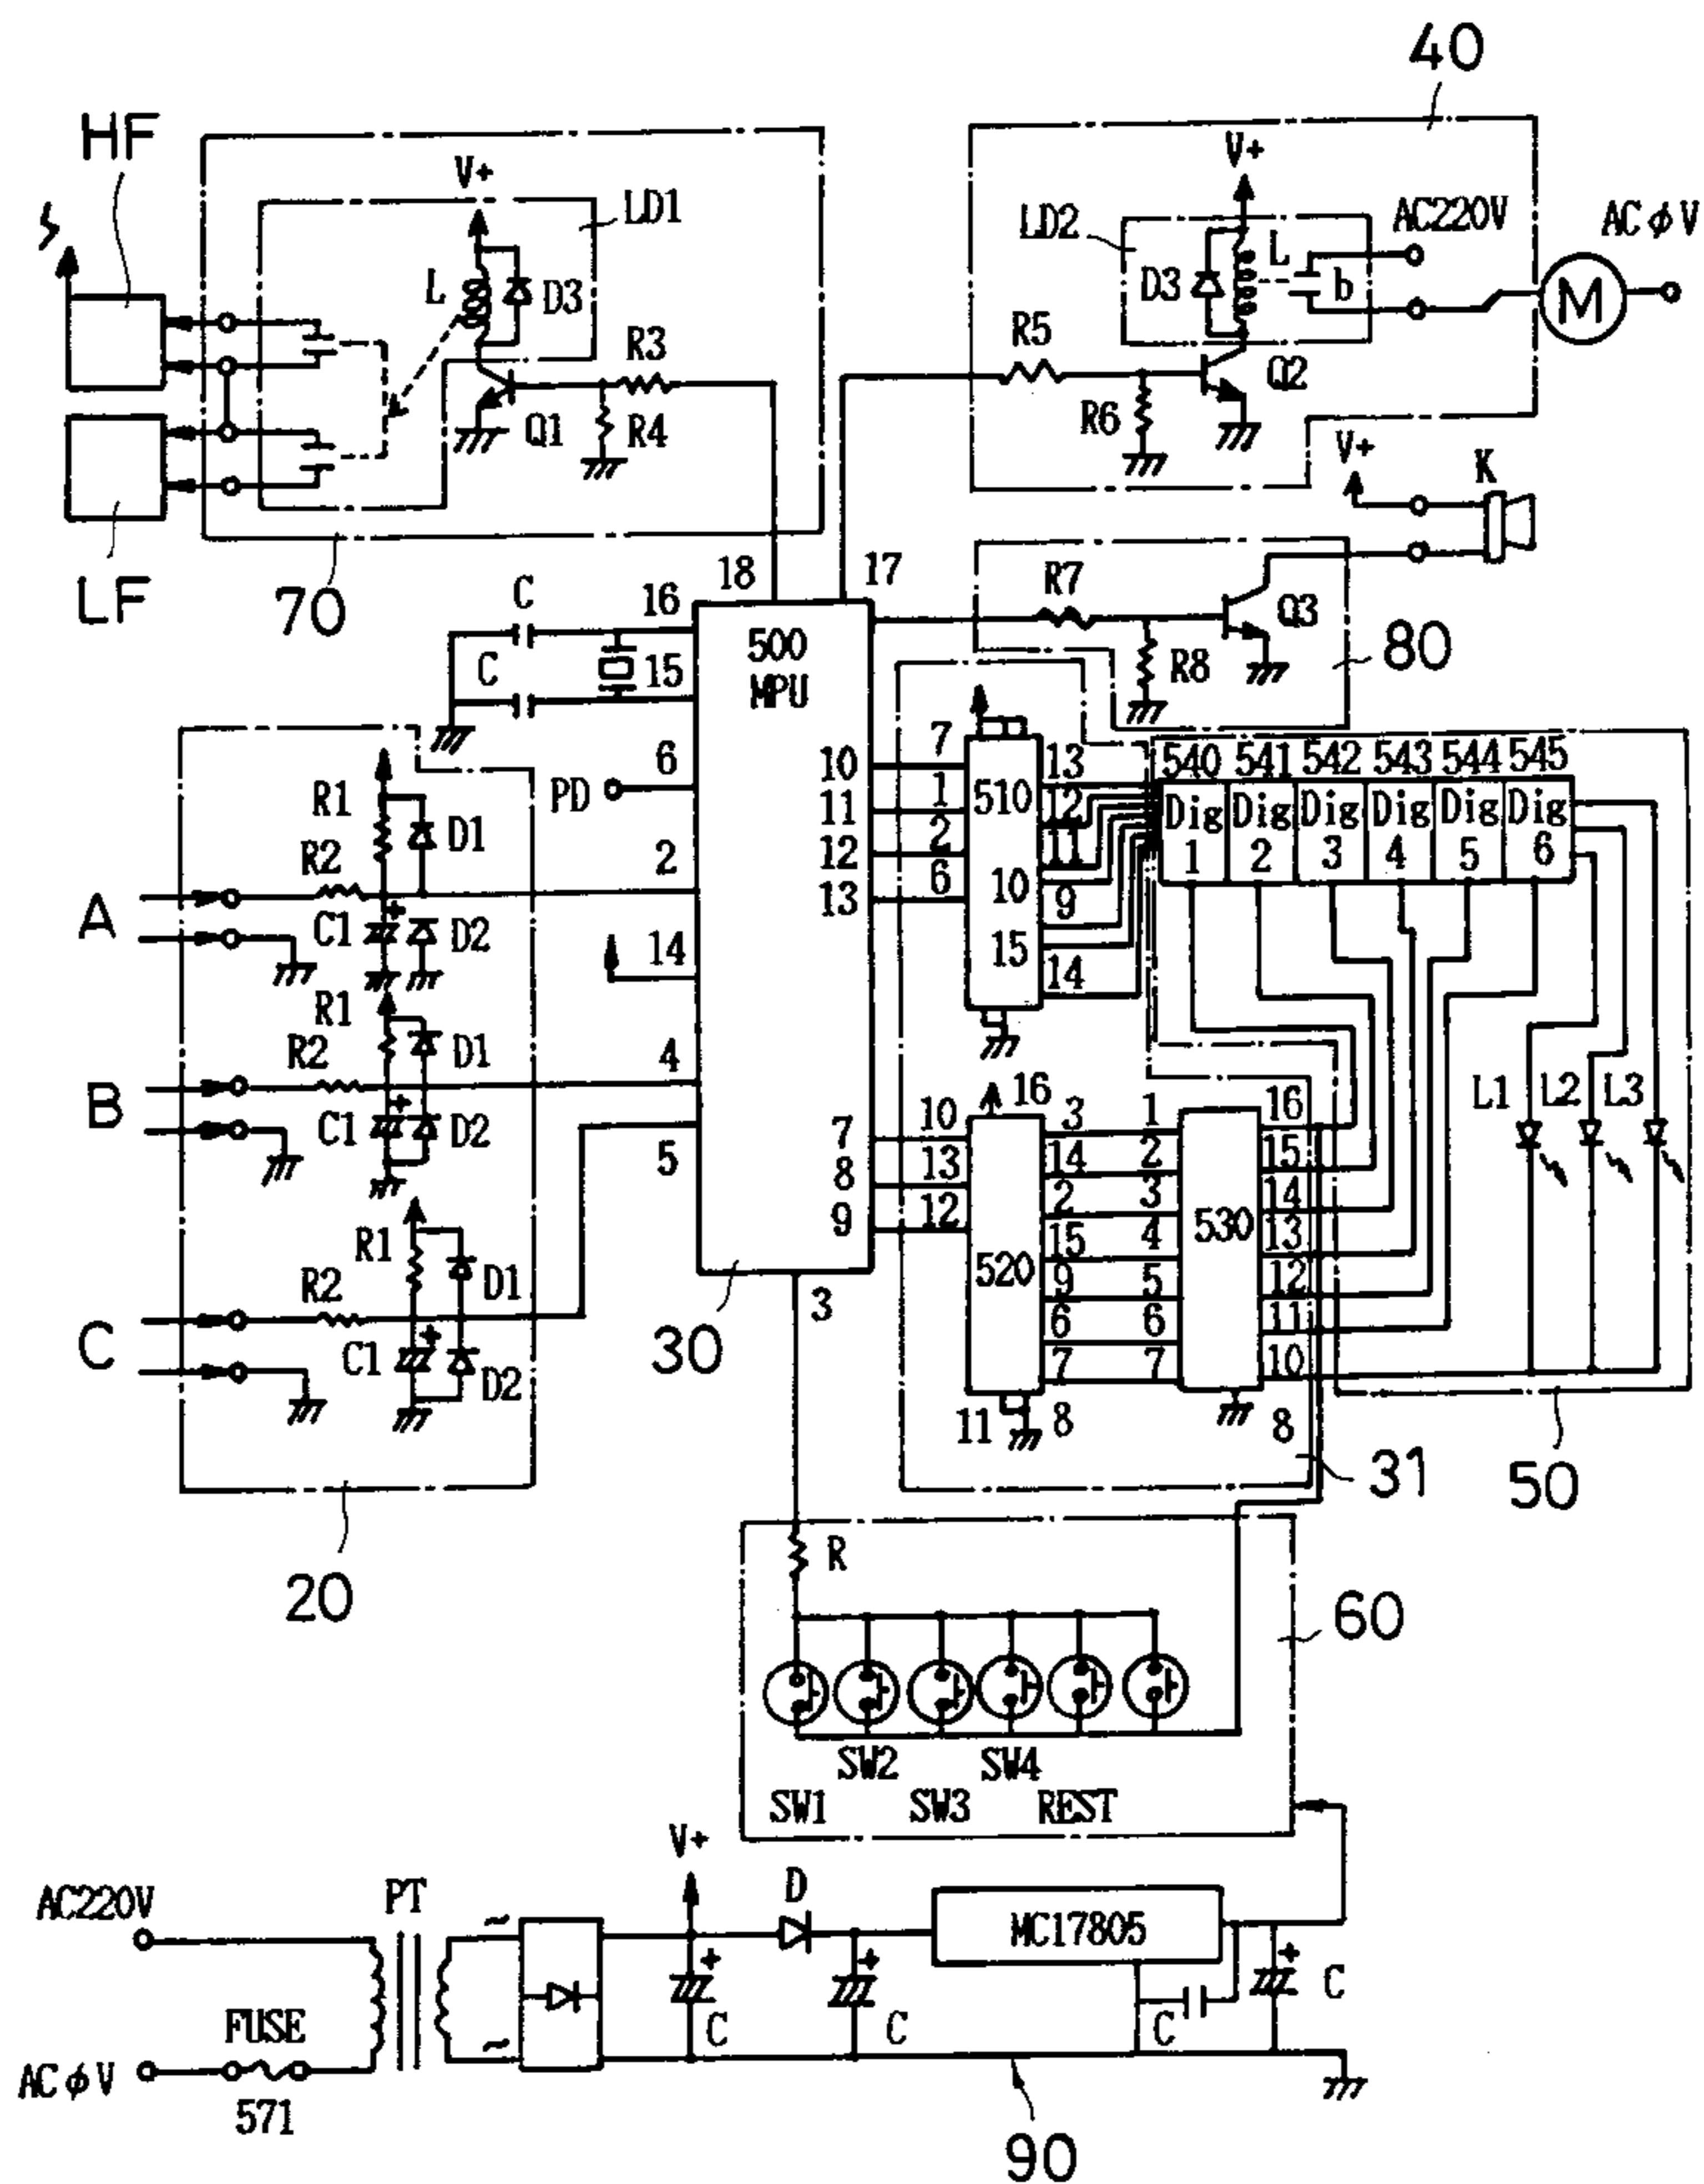 40
HF
V+
LD1
V+
LD2
AC220V
ACφV
L
D3
D3
L
b
M
R3
R5
Q2
Q1
R4
R6
V+
K
LF
70
18
17
C
16
R7
Q3
500
MPU
C
15
R8
80
7
6
10
13
540
541
542
543
544
545
PD
R1
D1
11
1
510
12
Dig
1
Dig
2
Dig
3
Dig
4
Dig
5
Dig
6
R2
2
12
2
11
A
13
6
10
9
C1
+
D2
14
15
14
R1
R2
D1
4
16
L1
L2
L3
B
+
C1
D2
5
7
10
3
1
16
8
13
14
2
15
9
12
2
3
14
R1
520
15
4
530
13
R2
D1
9
5
12
3
6
6
11
C
C1
+
D2
30
7
7
10
11
8
8
31
50
20
R
60
SW2
SW4
SW1
SW3
REST
V+
AC220V
PT
~
D
MC17805
+
+
+
C
FUSE
~
C
C
C
ACφV
571
90